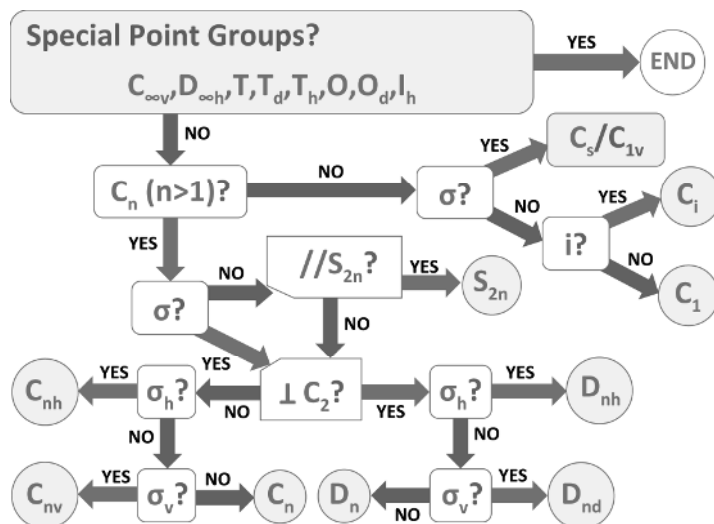 Special Point Groups?
YES
END
C∞v,D∞h,T,Td,Th,O,Od,Ih
NO
YES
Cs/C1v
Cn (n>1)?
NO
σ?
YES
Ci
NO
YES
i?
//S2n?
NO
YES
S2n
NO
C1
σ?
NO
YES
YES
YES
Cnh
σh?
NO
⊥ C2?
YES
σh?
Dnh
NO
NO
YES
NO
YES
Cnv
σv?
Cn
Dn
NO
σv?
Dnd